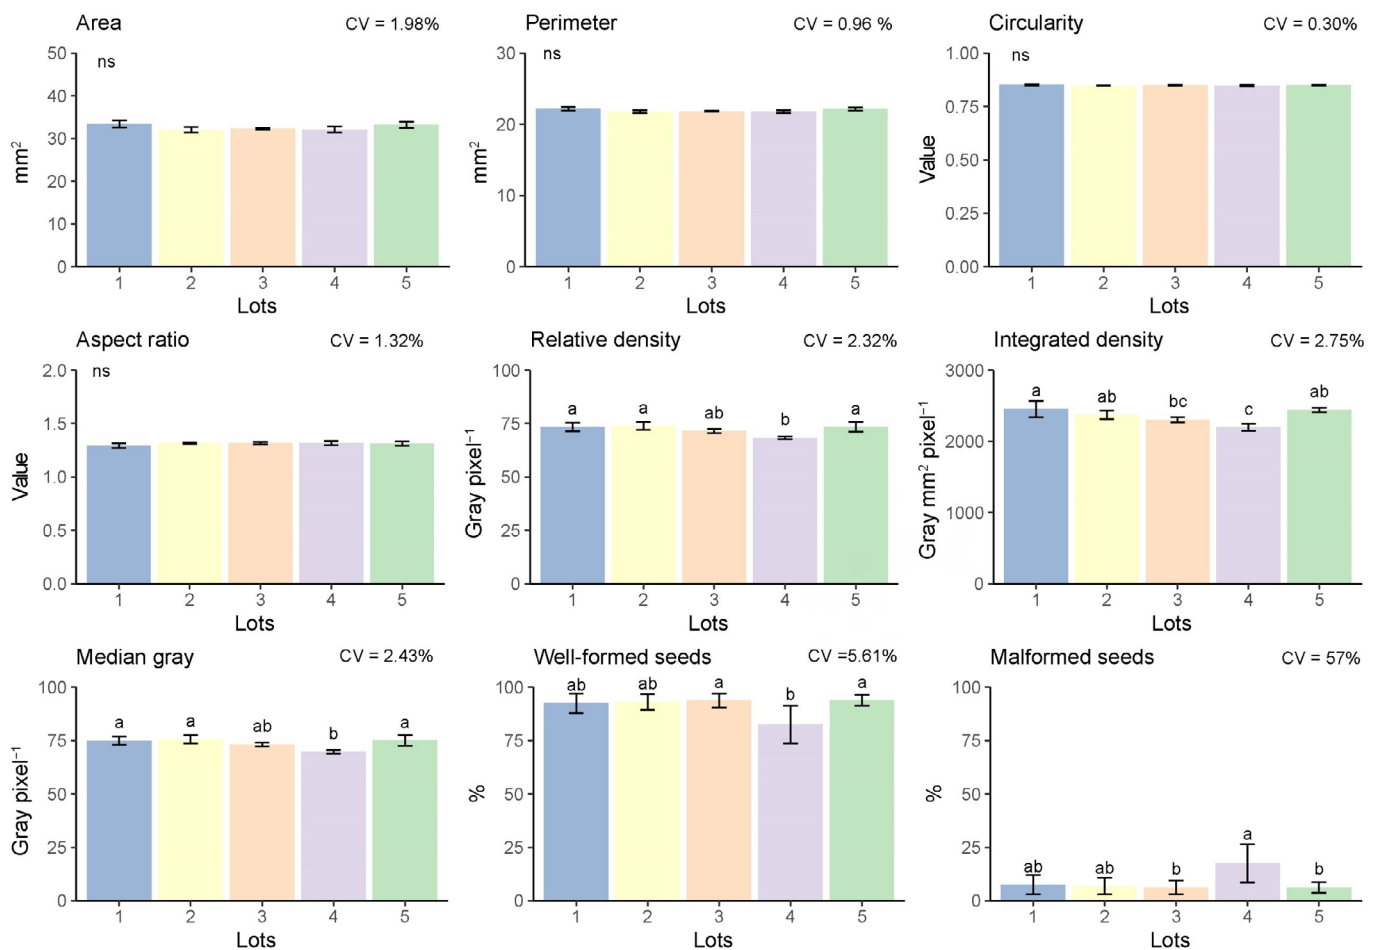 Area CV = 1.98%
ns
50
40
30
20
10
0
mm²
1 2 3 4 5
Lots
Perimeter CV = 0.96 %
ns
30
20
10
0
mm²
1 2 3 4 5
Lots
Circularity CV = 0.30%
ns
1.00
0.75
0.50
0.25
0.00
Value
1 2 3 4 5
Lots
Aspect ratio CV = 1.32%
ns
2.0
1.5
1.0
0.5
0.0
Value
1 2 3 4 5
Lots
Relative density CV = 2.32%
a a ab b a
100
75
50
25
0
Gray pixel⁻¹
1 2 3 4 5
Lots
Integrated density CV = 2.75%
a ab bc c ab
3000
2000
1000
0
Gray mm² pixel⁻¹
1 2 3 4 5
Lots
Median gray CV = 2.43%
a a ab b a
100
75
50
25
0
Gray pixel⁻¹
1 2 3 4 5
Lots
Well-formed seeds CV =5.61%
ab ab a b a
100
75
50
25
0
%
1 2 3 4 5
Lots
Malformed seeds CV = 57%
ab ab b a b
100
75
50
25
0
%
1 2 3 4 5
Lots